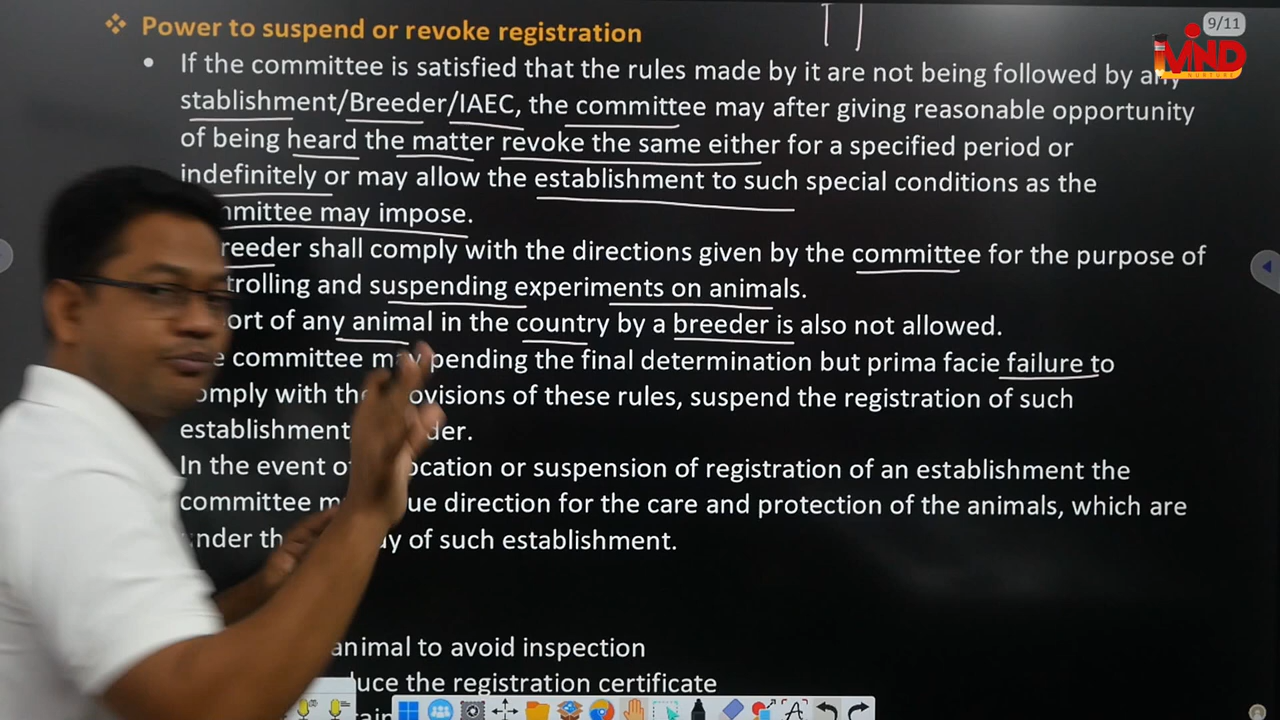 Power to suspend or revoke registration
9/11
MIND
NURTURE
If the committee is satisfied that the rules made by it are not being followed by any
stablishment/Breeder/IAEC, the committee may after giving reasonable opportunity
of being heard the matter revoke the same either for a specified period or
indefinitely or may allow the establishment to such special conditions as the
mmittee may impose.
reeder shall comply with the directions given by the committee for the purpose of
trolling and suspending experiments on animals.
ort of any animal in the country by a breeder is also not allowed.
committee may pending the final determination but prima facie failure to
omply with the ovisions of these rules, suspend the registration of such
establishment der.
In the event of ocation or suspension of registration of an establishment the
committee m ue direction for the care and protection of the animals, which are
under th dy of such establishment.
animal to avoid inspection
uce the registration certificate